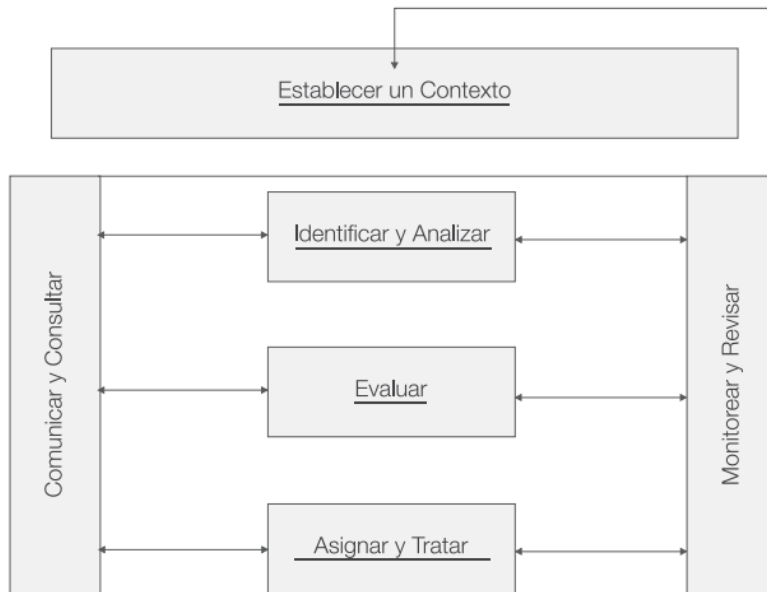 Establecer un Contexto
Comunicar y Consultar
Identificar y Analizar
Evaluar
Asignar y Tratar
Monitorear y Revisar